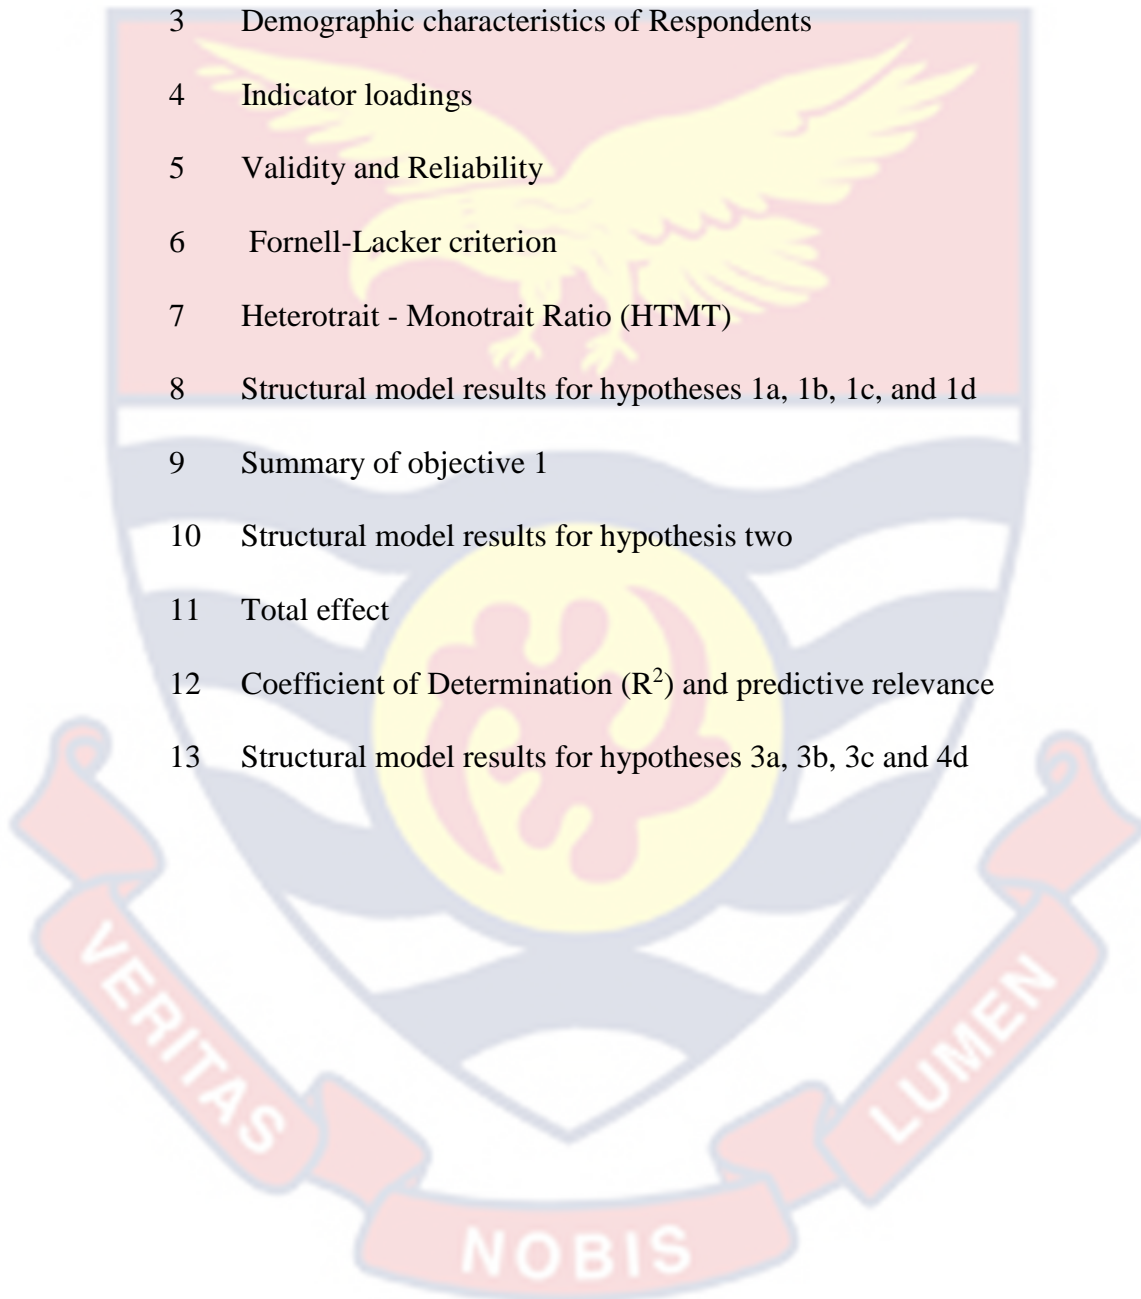 3 Demographic characteristics of Respondents
4 Indicator loadings
5 Validity and Reliability
6 Fornell-Lacker criterion
7 Heterotrait - Monotrait Ratio (HTMT)
8 Structural model results for hypotheses 1a, 1b, 1c, and 1d
9 Summary of objective 1
10 Structural model results for hypothesis two
11 Total effect
12 Coefficient of Determination (R²) and predictive relevance
13 Structural model results for hypotheses 3a, 3b, 3c and 4d
VERITAS
NOBIS
LUMEN